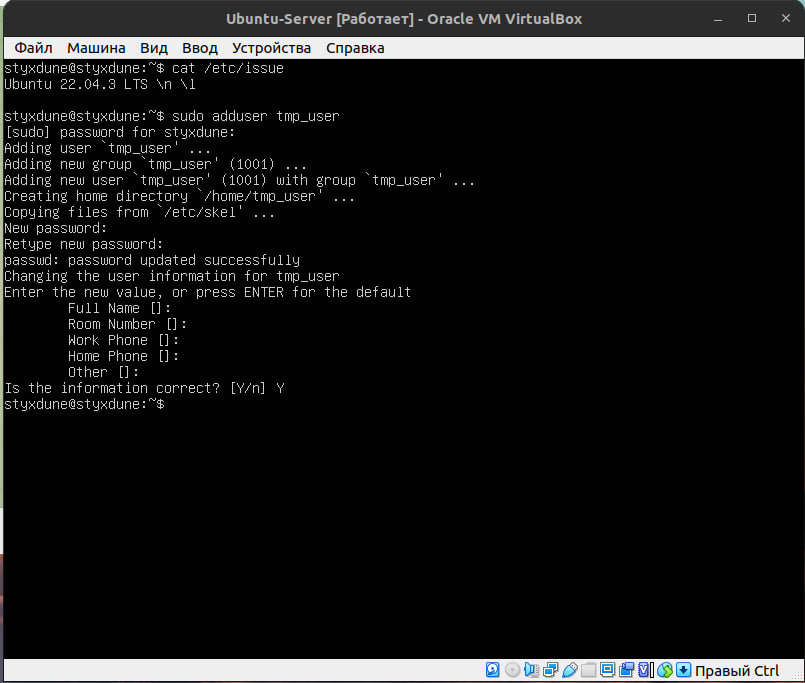 Ubuntu-Server [Работает] - Oracle VM VirtualBox
Файл Машина Вид Ввод Устройства Справка
styxdune@styxdune:~$ cat /etc/issue
Ubuntu 22.04.3 LTS \n \l
styxdune@styxdune:~$ sudo adduser tmp_user
[sudo] password for styxdune:
Adding user `tmp_user' ...
Adding new group `tmp_user' (1001) ...
Adding new user `tmp_user' (1001) with group `tmp_user' ...
Creating home directory `/home/tmp_user' ...
Copying files from `/etc/skel' ...
New password:
Retype new password:
passwd: password updated successfully
Changing the user information for tmp_user
Enter the new value, or press ENTER for the default
Full Name []:
Room Number []:
Work Phone []:
Home Phone []:
Other []:
Is the information correct? [Y/n] Y
styxdune@styxdune:~$
Правый Ctrl